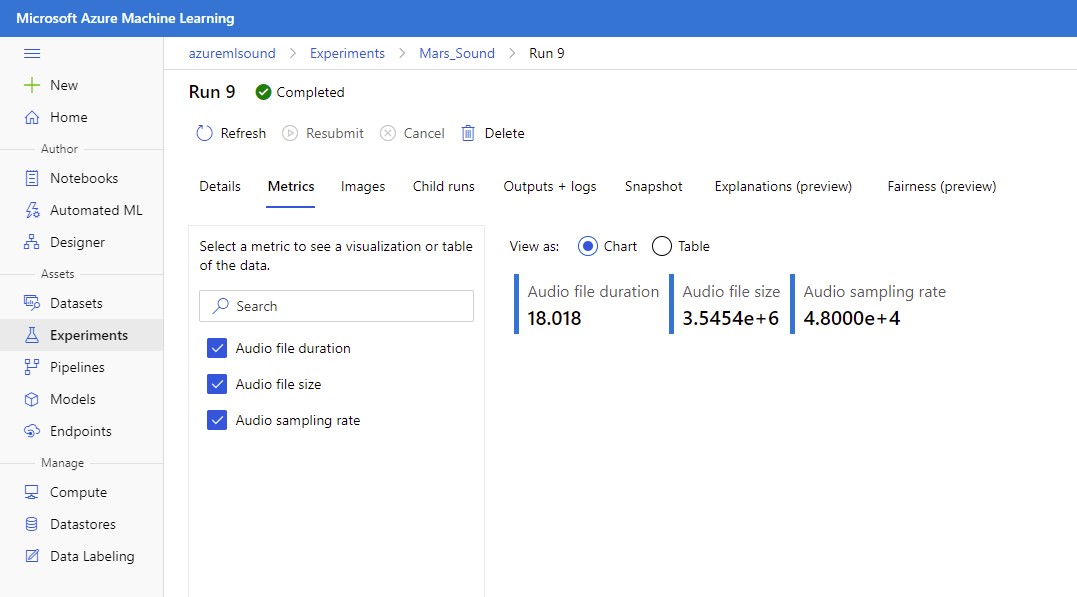 Microsoft Azure Machine Learning
azuremlsound > Experiments > Mars_Sound > Run 9
New
Home
Author
Notebooks
Automated ML
Designer
Assets
Datasets
Experiments
Pipelines
Models
Endpoints
Manage
Compute
Datastores
Data Labeling
Run 9 Completed
Refresh Resubmit Cancel Delete
Details Metrics Images Child runs Outputs + logs Snapshot Explanations (preview) Fairness (preview)
Select a metric to see a visualization or table
of the data.
Search
Audio file duration
Audio file size
Audio sampling rate
View as: Chart Table
Audio file duration Audio file size Audio sampling rate
18.018 3.5454e+6 4.8000e+4